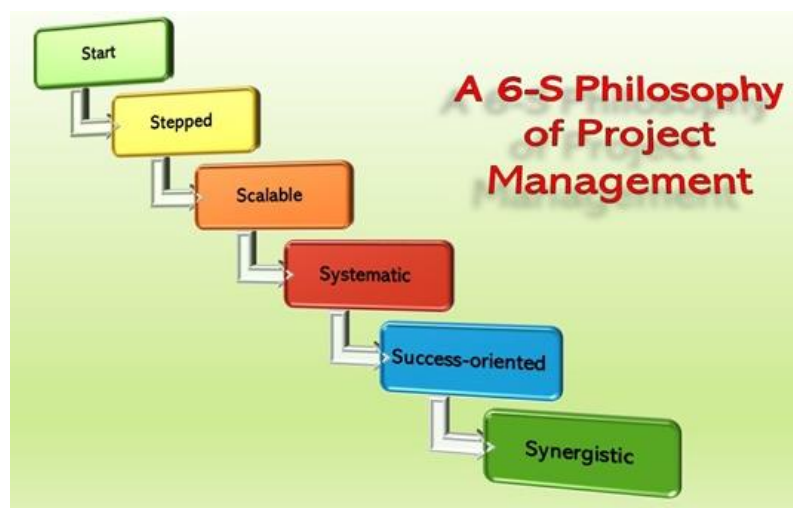 Start
Stepped
Scalable
Systematic
Success-oriented
Synergistic
A 6-S Philosophy
of Project
Management